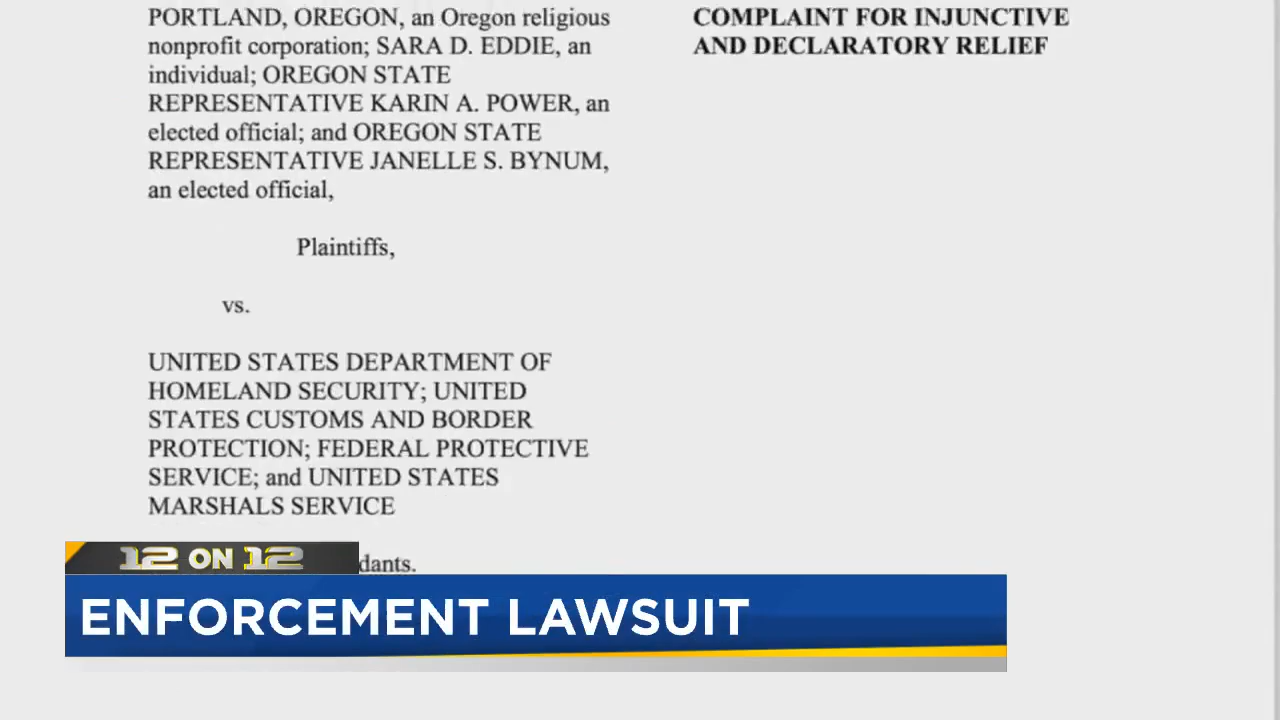 PORTLAND, OREGON, an Oregon religious
nonprofit corporation; SARA D. EDDIE, an
individual; OREGON STATE
REPRESENTATIVE KARIN A. POWER, an
elected official; and OREGON STATE
REPRESENTATIVE JANELLE S. BYNUM,
an elected official,
Plaintiffs,
vs.
UNITED STATES DEPARTMENT OF
HOMELAND SECURITY; UNITED
STATES CUSTOMS AND BORDER
PROTECTION; FEDERAL PROTECTIVE
SERVICE; and UNITED STATES
MARSHALS SERVICE
dants.
COMPLAINT FOR INJUNCTIVE
AND DECLARATORY RELIEF
12 ON 12
ENFORCEMENT LAWSUIT